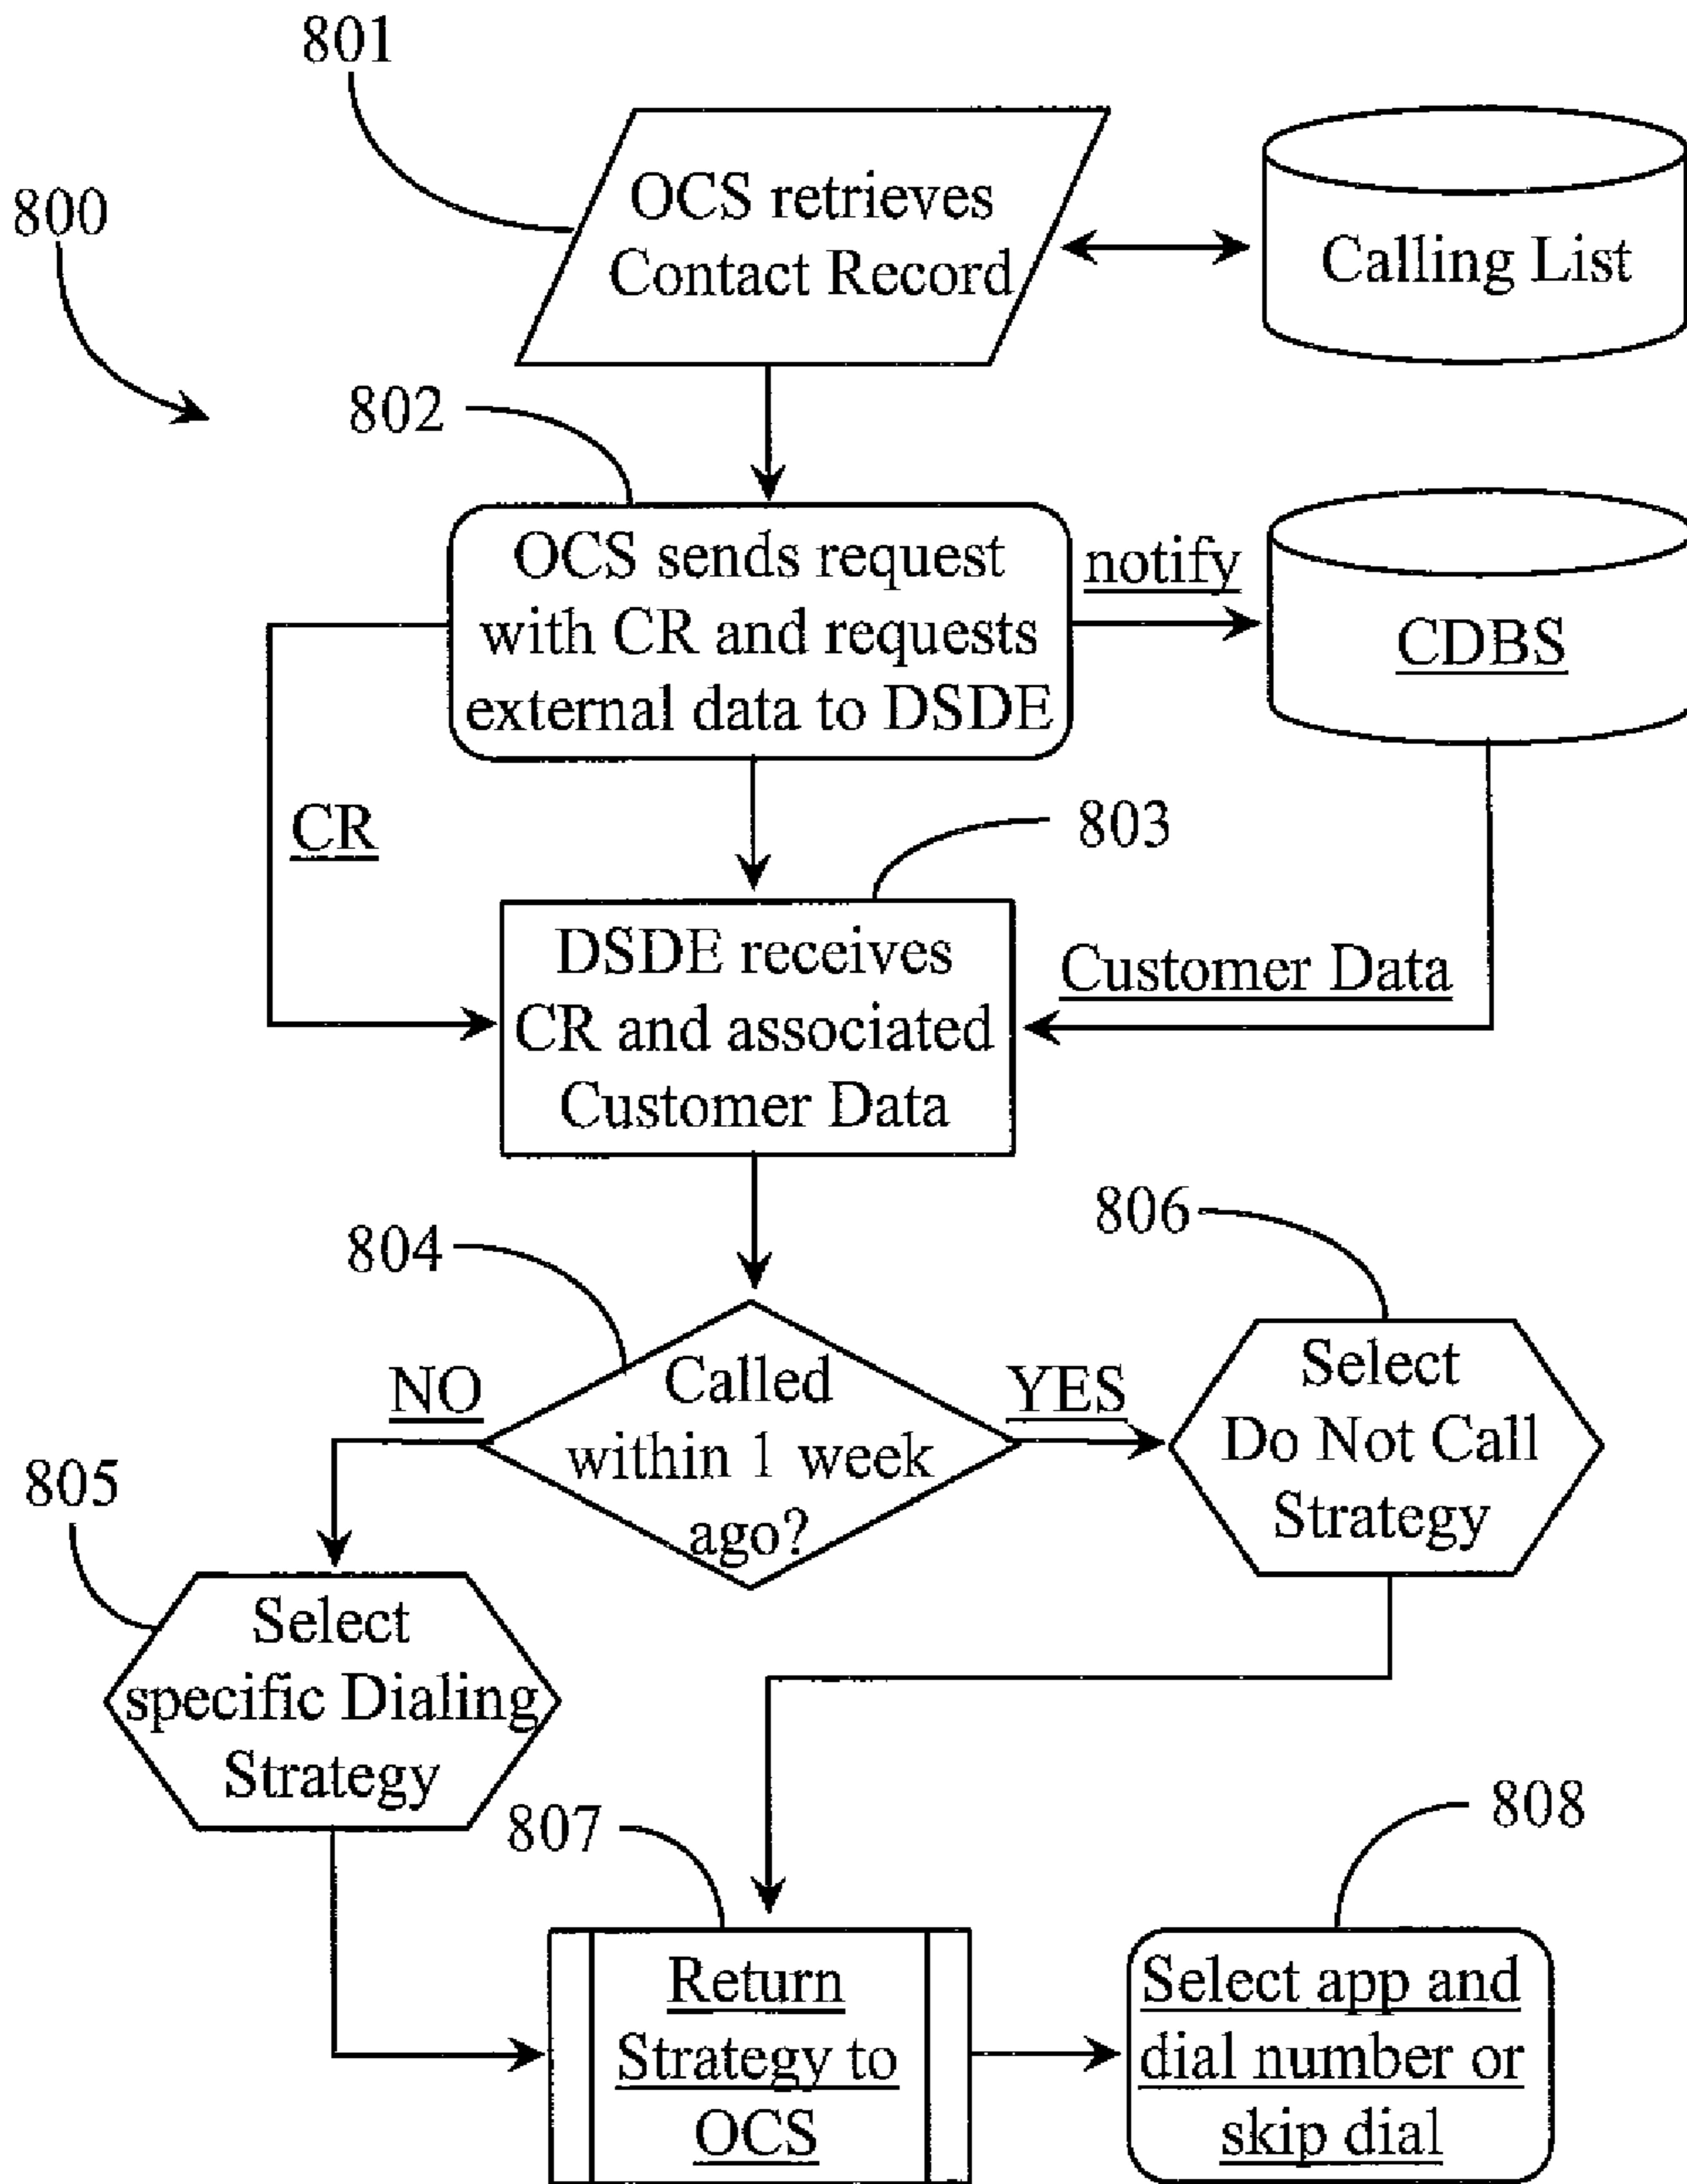 801
800
OCS retrieves
Contact Record
Calling List
802
OCS sends request
with CR and requests
external data to DSDE
notify
CDBS
CR
803
DSDE receives
CR and associated
Customer Data
Customer Data
804
806
Called
within 1 week
ago?
NO
YES
Select
Do Not Call
Strategy
805
Select
specific Dialing
Strategy
807
808
Return
Strategy to
OCS
Select app and
dial number or
skip dial